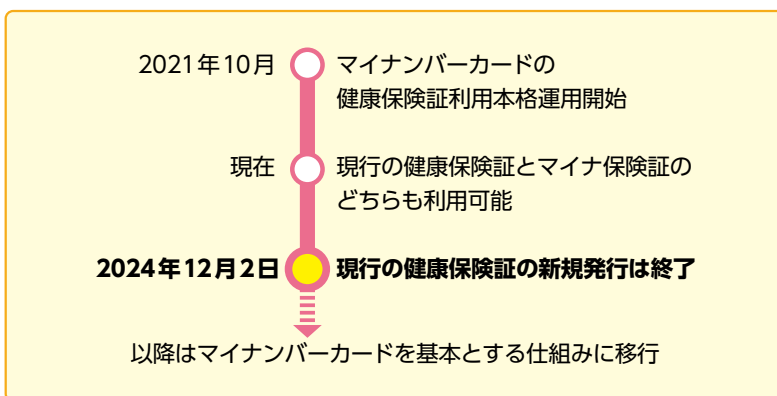 2021年10月
マイナンバーカードの
健康保険証利用本格運用開始
現在
現行の健康保険証とマイナ保険証の
どちらも利用可能
2024年12月2日
現行の健康保険証の新規発行は終了
以降はマイナンバーカードを基本とする仕組みに移行